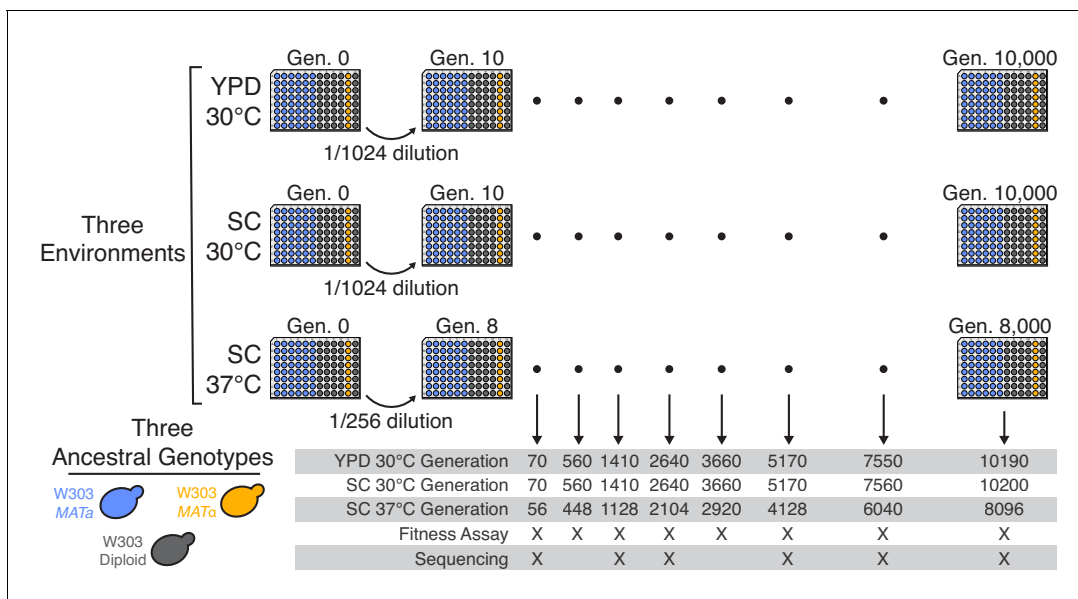 Gen. 0 Gen. 10 Gen. 10,000
YPD
30°C
1/1024 dilution
Gen. 0 Gen. 10 Gen. 10,000
SC
30°C
1/1024 dilution
Three
Environments
Gen. 0 Gen. 8 Gen. 8,000
SC
37°C
1/256 dilution
Three
Ancestral Genotypes
W303
MATa
W303
MATα
W303
Diploid
YPD 30°C Generation 70 560 1410 2640 3660 5170 7550 10190
SC 30°C Generation 70 560 1410 2640 3660 5170 7560 10200
SC 37°C Generation 56 448 1128 2104 2920 4128 6040 8096
Fitness Assay X X X X X X X X
Sequencing X X X X X X